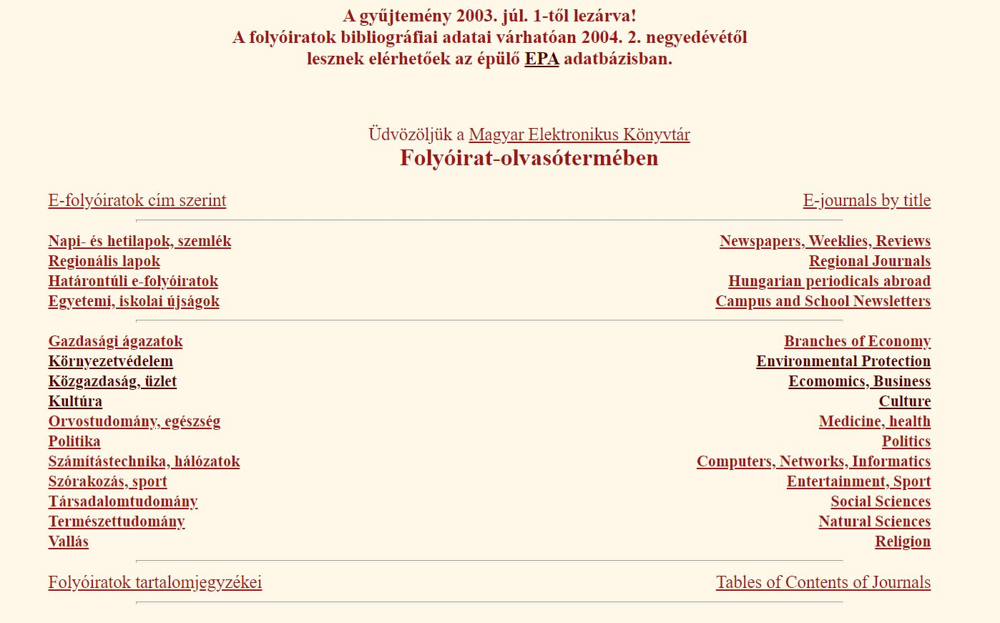 A gyűjtemény 2003. júl. 1-től lezárva!
A folyóiratok bibliográfiai adatai várhatóan 2004. 2. negyedévétől
lesznek elérhetőek az épülő EPA adatbázisban.
Üdvözöljük a Magyar Elektronikus Könyvtár
Folyóirat-olvasótermében
E-folyóiratok cím szerint E-journals by title
Napi- és hetilapok, szemlék Newspapers, Weeklies, Reviews
Regionális lapok Regional Journals
Határontúli e-folyóiratok Hungarian periodicals abroad
Egyetemi, iskolai újságok Campus and School Newsletters
Gazdasági ágazatok Branches of Economy
Környezetvédelem Environmental Protection
Közgazdaság, üzlet Ecomomics, Business
Kultúra Culture
Orvostudomány, egészség Medicine, health
Politika Politics
Számítástechnika, hálózatok Computers, Networks, Informatics
Szórakozás, sport Entertainment, Sport
Társadalomtudomány Social Sciences
Természettudomány Natural Sciences
Vallás Religion
Folyóiratok tartalomjegyzékei Tables of Contents of Journals